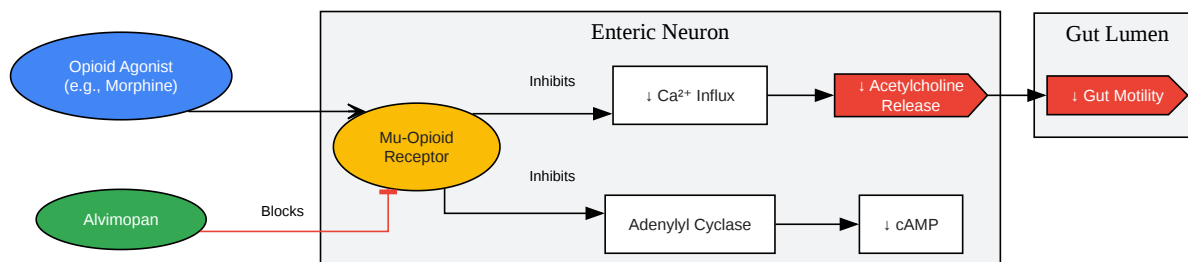 Enteric Neuron
Gut Lumen
Opioid Agonist
(e.g., Morphine)
Inhibits
↓ Ca²⁺ Influx
↓ Acetylcholine
Release
↓ Gut Motility
Mu-Opioid
Receptor
Inhibits
Alvimopan
Blocks
Adenylyl Cyclase
↓ cAMP